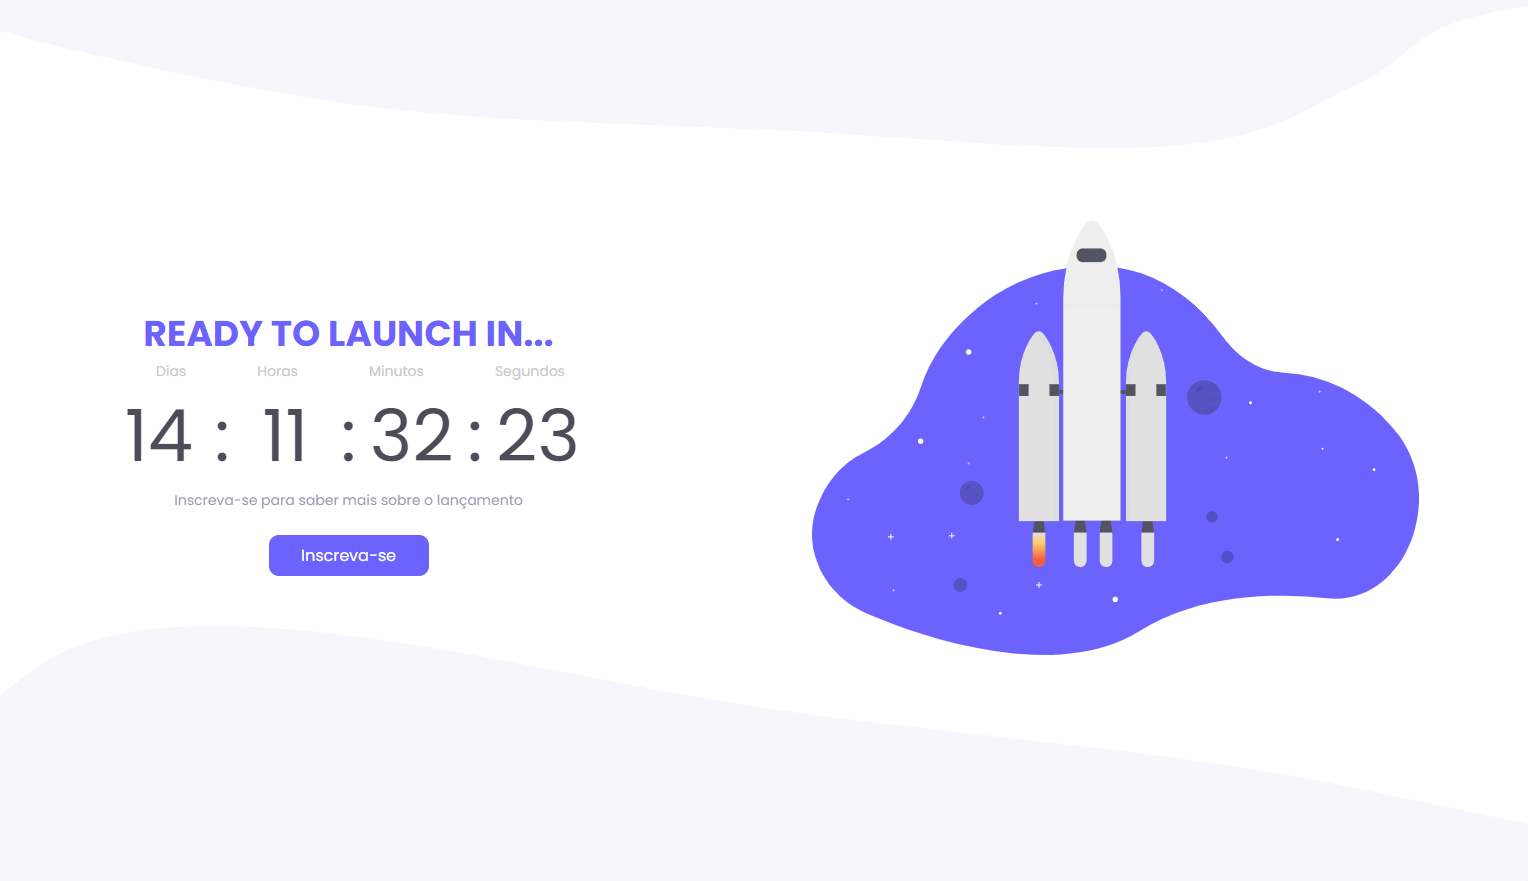 READY TO LAUNCH IN...
Dias Horas Minutos Segundos
14 : 11 : 32 : 23
Inscreva-se para saber mais sobre o lançamento
Inscreva-se